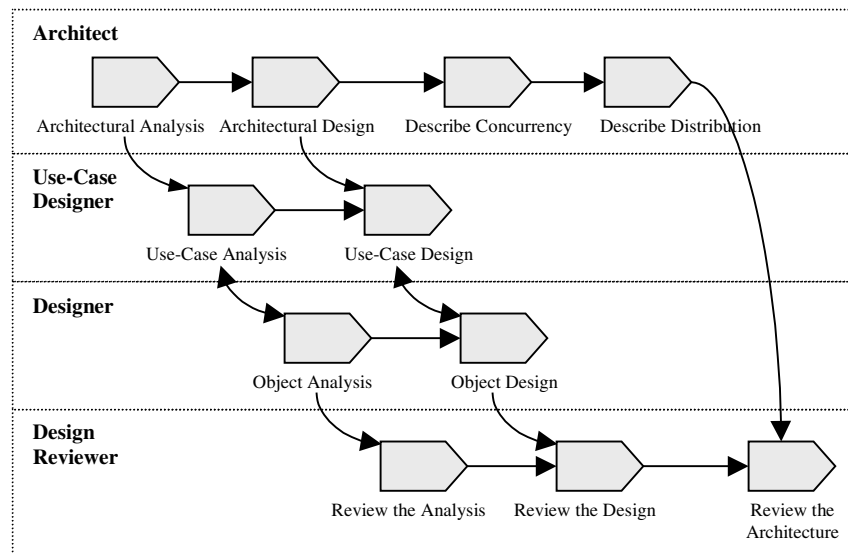 Architect
Architectural Analysis
Architectural Design
Describe Concurrency
Describe Distribution
Use-Case
Designer
Use-Case Analysis
Use-Case Design
Designer
Object Analysis
Object Design
Design
Reviewer
Review the Analysis
Review the Design
Review the
Architecture